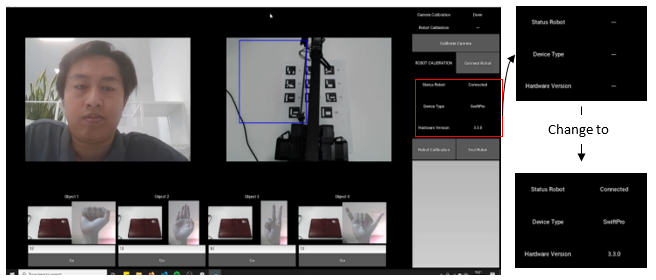 Camera Calibration Done
Robot Calibration ---
Calibrate Camera
ROBOT CALIBRATION Connect Robot
Status Robot Connected
Device Type SwiftPro
Hardware Version 3.3.0
Robot Calibration Test Robot
Object 1 Object 2 Object 3 Object 4
Status Robot ---
Device Type ---
Hardware Version ---
Change to
Status Robot Connected
Device Type SwiftPro
Hardware Version 3.3.0